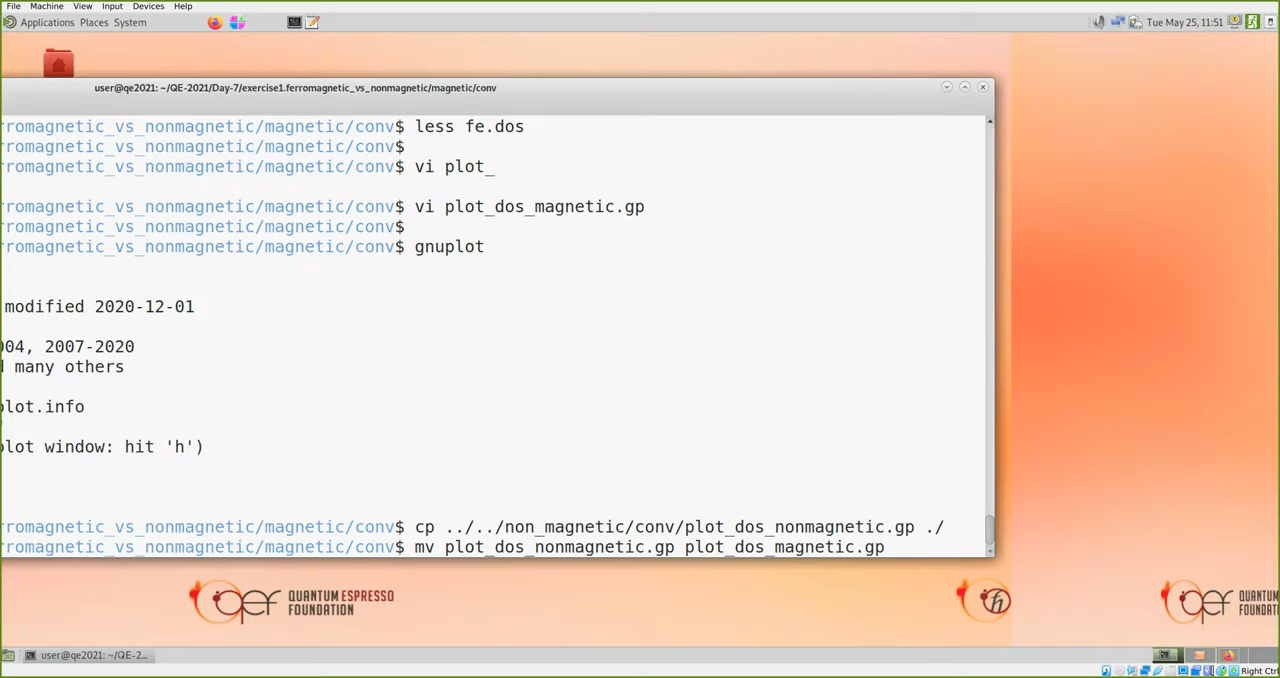 File Machine View Input Devices Help
Applications Places System Tue May 25, 11:51
user@qe2021: ~/QE-2021/Day-7/exercise1.ferromagnetic_vs_nonmagnetic/magnetic/conv
rromagnetic_vs_nonmagnetic/magnetic/conv$ less fe.dos
rromagnetic_vs_nonmagnetic/magnetic/conv$
rromagnetic_vs_nonmagnetic/magnetic/conv$ vi plot_
rromagnetic_vs_nonmagnetic/magnetic/conv$ vi plot_dos_magnetic.gp
rromagnetic_vs_nonmagnetic/magnetic/conv$
rromagnetic_vs_nonmagnetic/magnetic/conv$ gnuplot
modified 2020-12-01
04, 2007-2020
many others
lot.info
lot window: hit 'h')
rromagnetic_vs_nonmagnetic/magnetic/conv$ cp ../../non_magnetic/conv/plot_dos_nonmagnetic.gp ./
rromagnetic_vs_nonmagnetic/magnetic/conv$ mv plot_dos_nonmagnetic.gp plot_dos_magnetic.gp
qef QUANTUM ESPRESSO FOUNDATION
ħ
qef QUANTUM FOUNDA
user@qe2021: ~/QE-2...
Right Ctrl